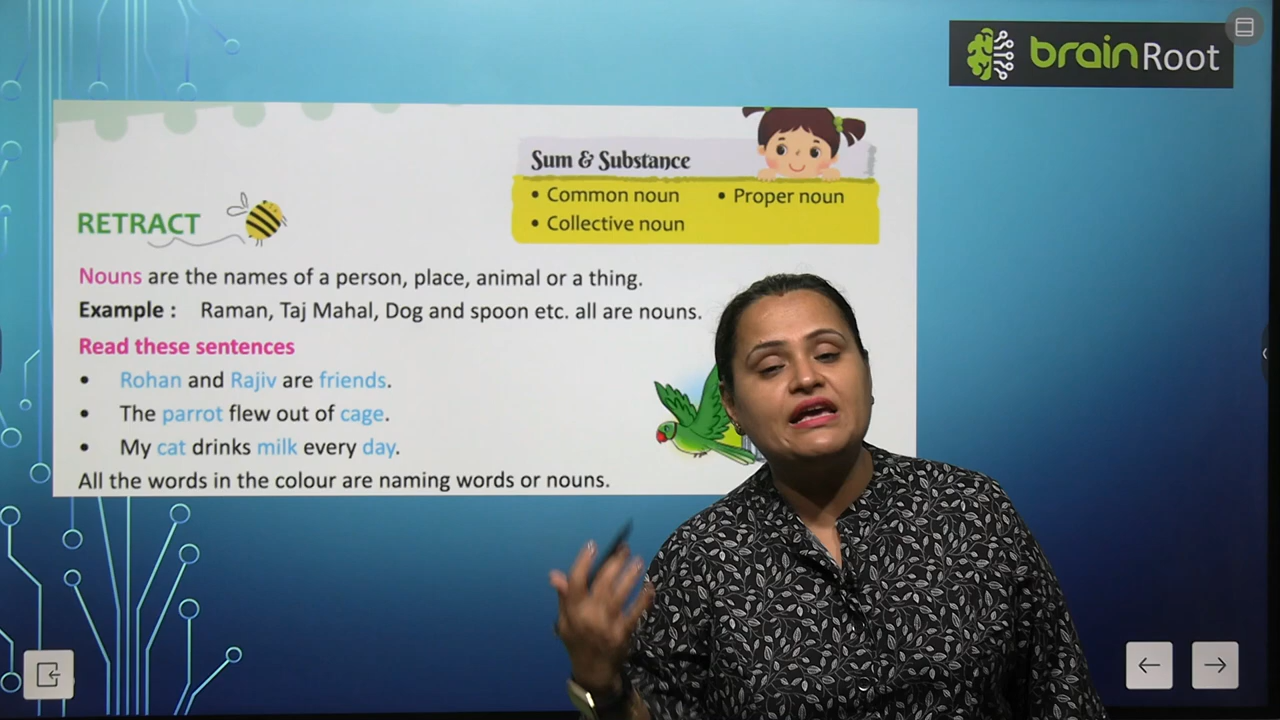 brainRoot
Sum & Substance
• Common noun • Proper noun
• Collective noun
RETRACT
Nouns are the names of a person, place, animal or a thing.
Example : Raman, Taj Mahal, Dog and spoon etc. all are nouns.
Read these sentences
• Rohan and Rajiv are friends.
• The parrot flew out of cage.
• My cat drinks milk every day.
All the words in the colour are naming words or nouns.